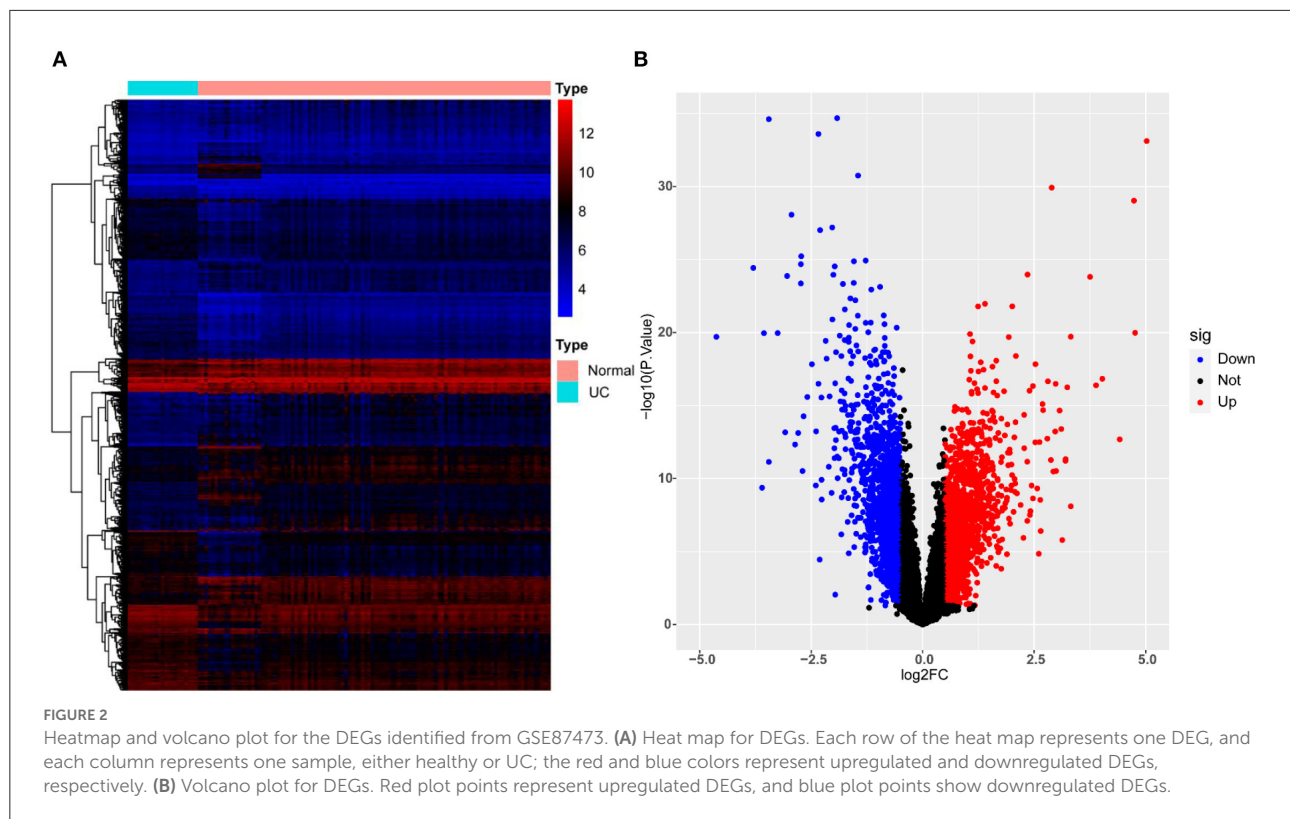 A
Type
12
10
8
6
4
Type
Normal
UC
B
30
20
10
0
−log10(P.Value)
−5.0
−2.5
0.0
2.5
5.0
log2FC
sig
Down
Not
Up
FIGURE 2
Heatmap and volcano plot for the DEGs identified from GSE87473. (A) Heat map for DEGs. Each row of the heat map represents one DEG, and
each column represents one sample, either healthy or UC; the red and blue colors represent upregulated and downregulated DEGs,
respectively. (B) Volcano plot for DEGs. Red plot points represent upregulated DEGs, and blue plot points show downregulated DEGs.